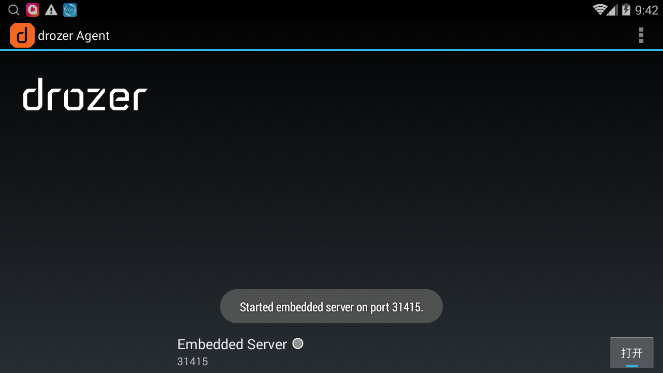 9:42
drozer Agent
drozer
Started embedded server on port 31415.
Embedded Server
31415
打开